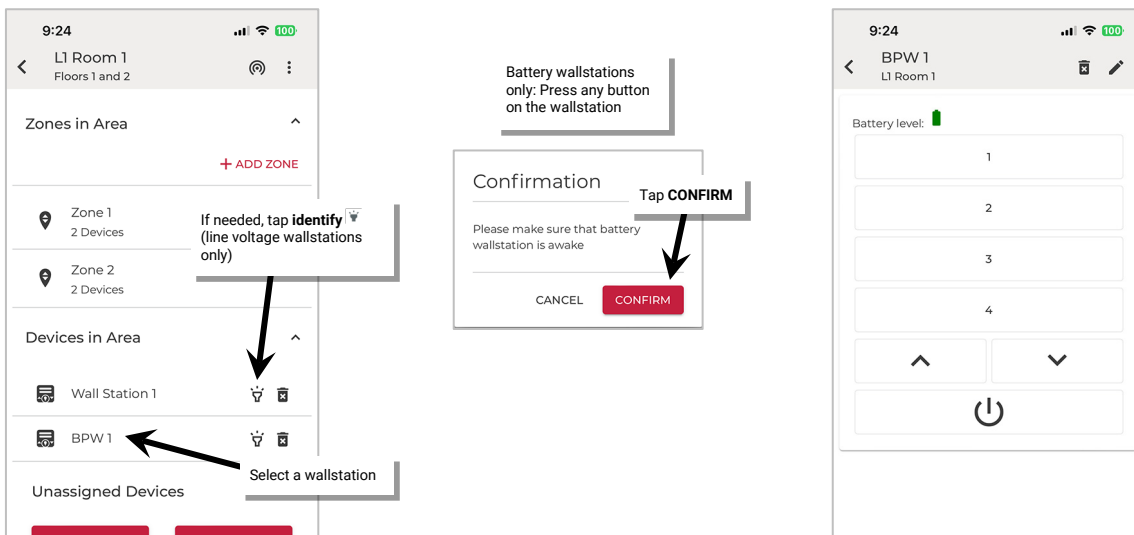 9:24
100
L1 Room 1
Floors 1 and 2
Zones in Area
+ ADD ZONE
Zone 1
2 Devices
Zone 2
2 Devices
If needed, tap identify
(line voltage wallstations
only)
Devices in Area
Wall Station 1
BPW 1
Select a wallstation
Unassigned Devices
Battery wallstations
only: Press any button
on the wallstation
Confirmation
Tap CONFIRM
Please make sure that battery
wallstation is awake
CANCEL
CONFIRM
9:24
100
BPW 1
L1 Room 1
Battery level:
1
2
3
4